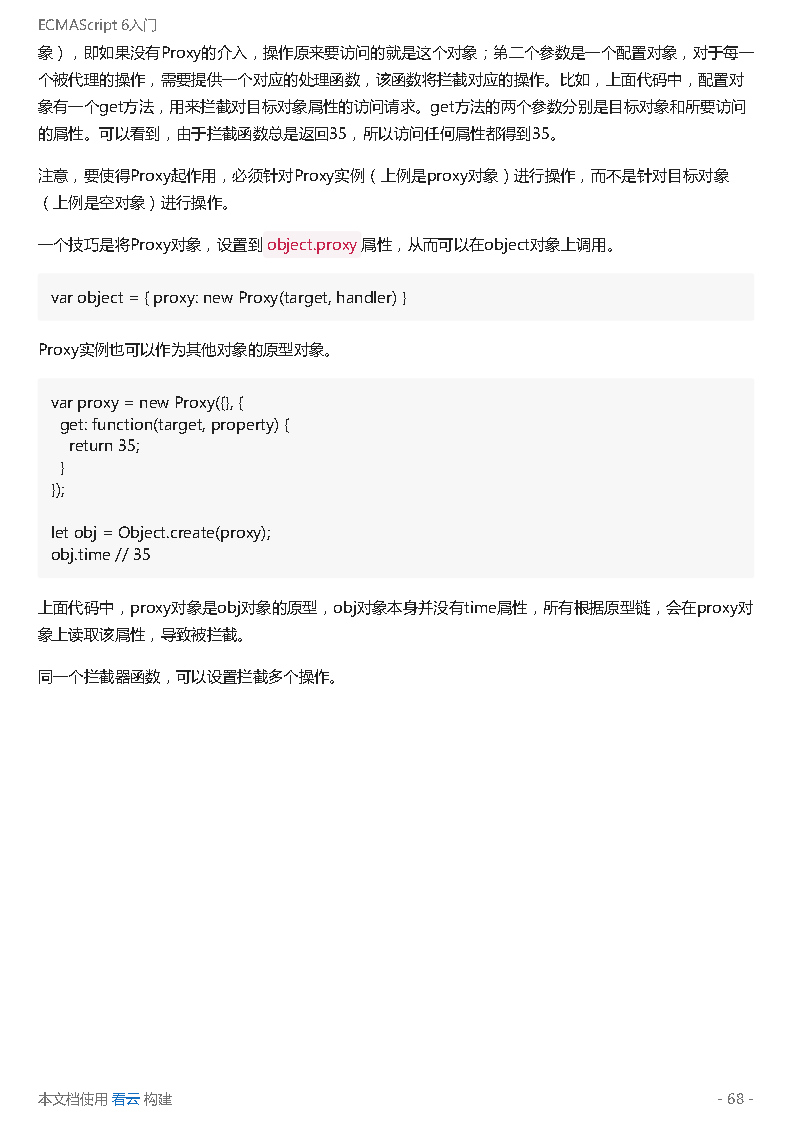 ECMAScript 6入门
象），即如果没有Proxy的介入，操作原来要访问的就是这个对象；第二个参数是一个配置对象，对于每一
个被代理的操作，需要提供一个对应的处理函数，该函数将拦截对应的操作。比如，上面代码中，配置对
象有一个get方法，用来拦截对目标对象属性的访问请求。get方法的两个参数分别是目标对象和所要访问
的属性。可以看到，由于拦截函数总是返回35，所以访问任何属性都得到35。
注意，要使得Proxy起作用，必须针对Proxy实例（上例是proxy对象）进行操作，而不是针对目标对象
（上例是空对象）进行操作。
一个技巧是将Proxy对象，设置到 object.proxy 属性，从而可以在object对象上调用。
var object = { proxy: new Proxy(target, handler) }
Proxy实例也可以作为其他对象的原型对象。
var proxy = new Proxy({}, {
  get: function(target, property) {
    return 35;
  }
});
let obj = Object.create(proxy);
obj.time // 35
上面代码中，proxy对象是obj对象的原型，obj对象本身并没有time属性，所有根据原型链，会在proxy对
象上读取该属性，导致被拦截。
同一个拦截器函数，可以设置拦截多个操作。
本文档使用 看云 构建
- 68 -